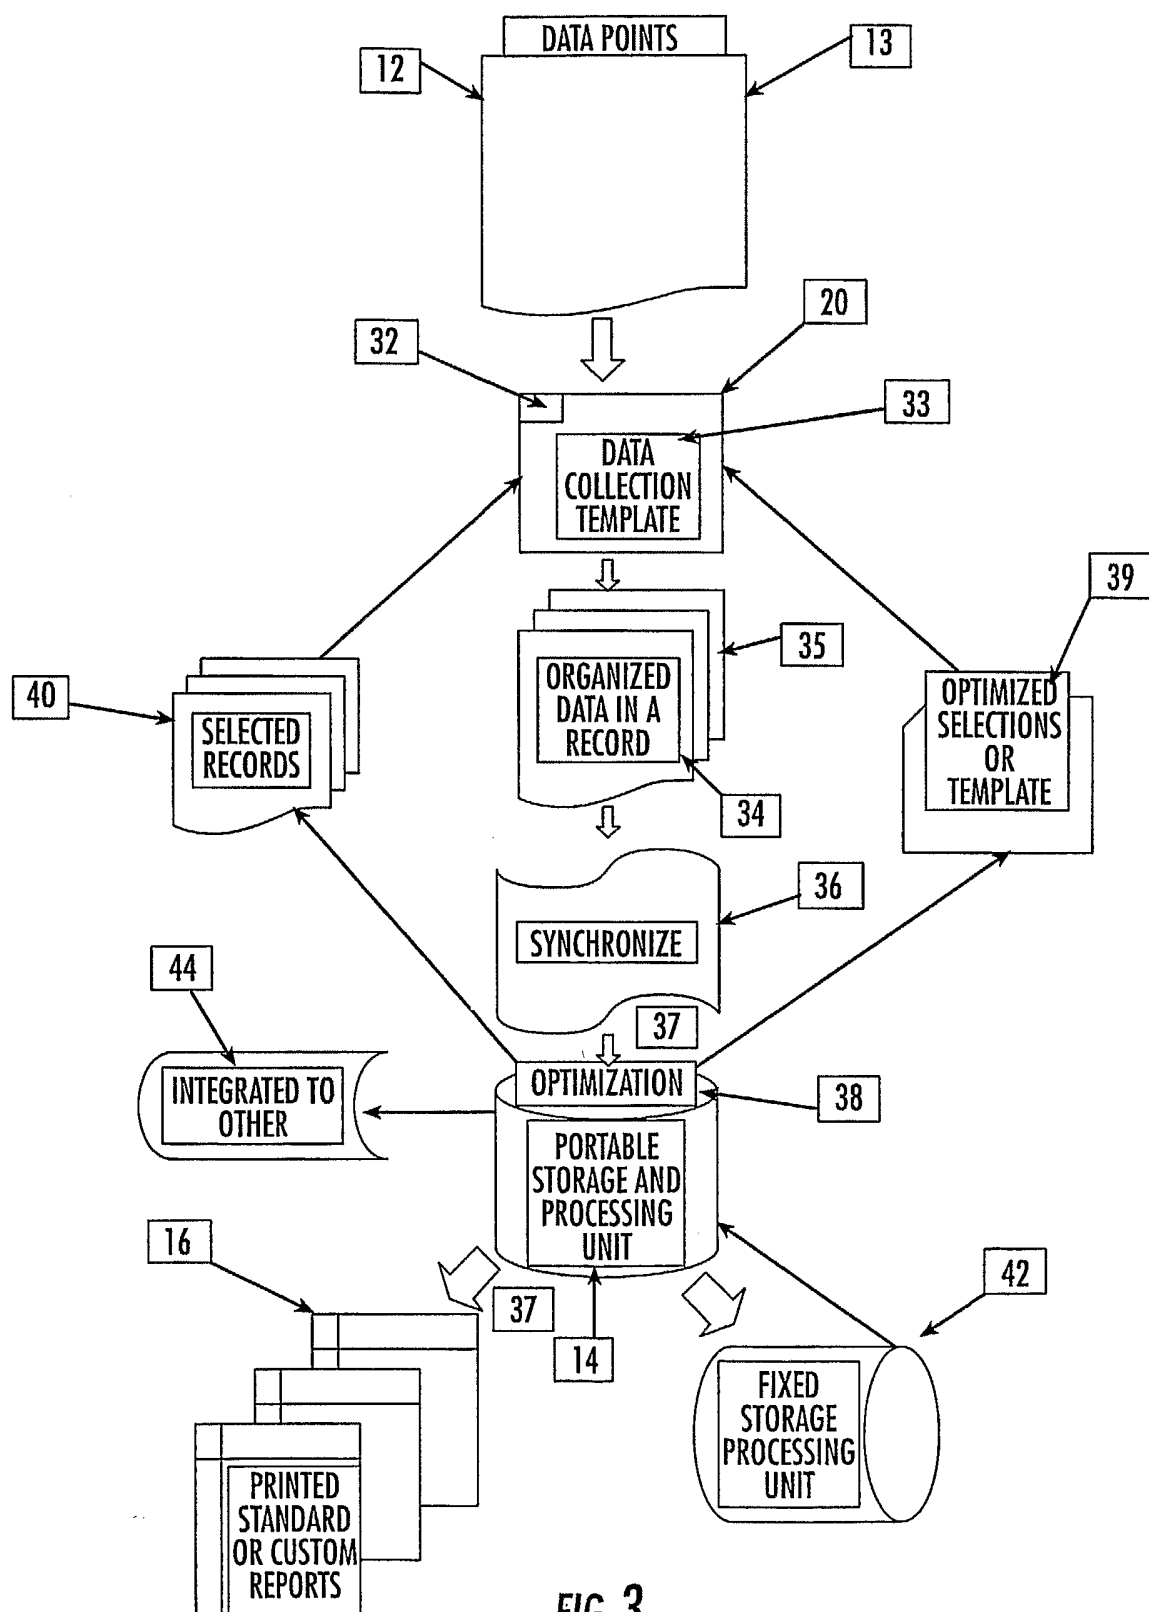 DATA POINTS
12
13
20
32
33
DATA
COLLECTION
TEMPLATE
39
35
ORGANIZED
DATA IN A
RECORD
OPTIMIZED
SELECTIONS
OR
TEMPLATE
40
SELECTED
RECORDS
34
36
SYNCHRONIZE
44
37
OPTIMIZATION
38
INTEGRATED TO
OTHER
PORTABLE
STORAGE AND
PROCESSING
UNIT
16
42
37
14
FIXED
STORAGE
PROCESSING
UNIT
PRINTED
STANDARD
OR CUSTOM
REPORTS
FIG. 3